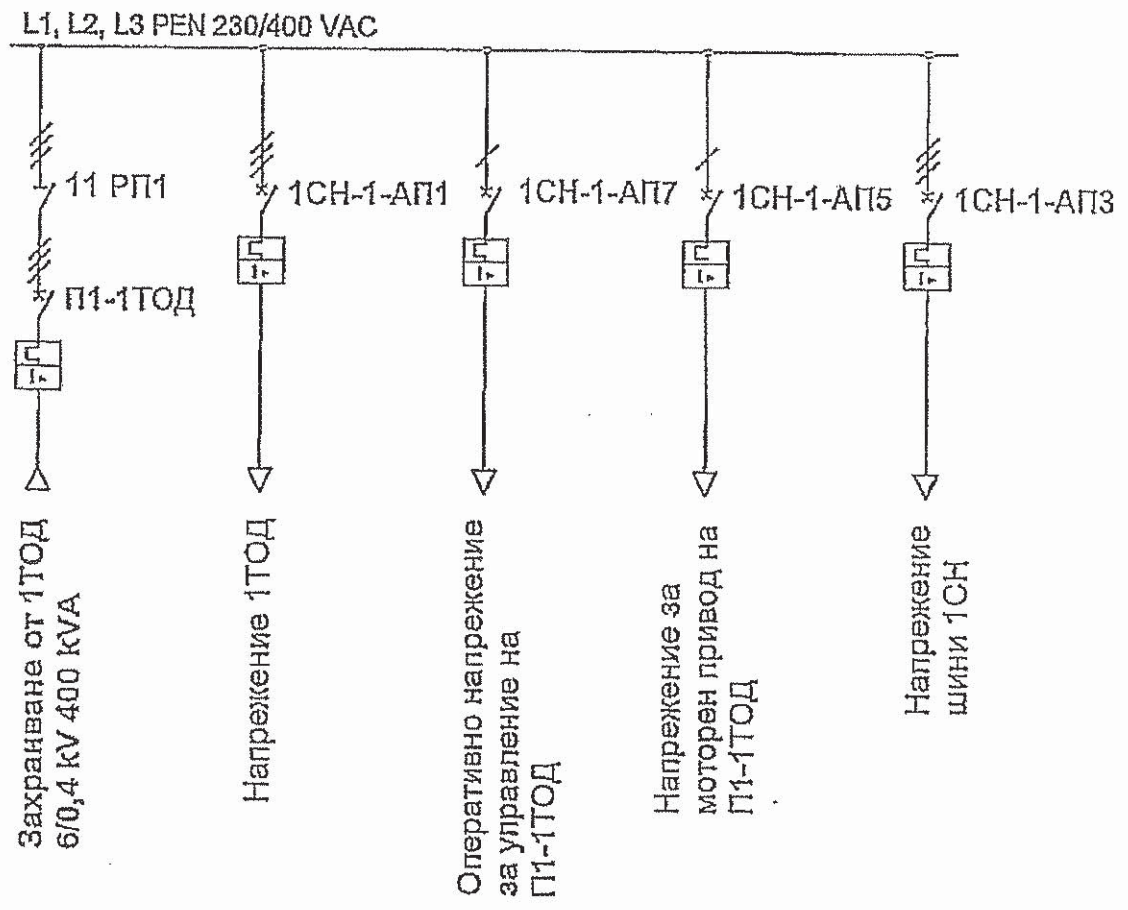 L1, L2, L3 PEN 230/400 VAC
11 РП1
П1-1ТОД
1СН-1-АП1
1СН-1-АП7
1СН-1-АП5
1СН-1-АП3
Захранване от 1ТОД
6/0,4 kV 400 kVA
Напрежение 1ТОД
Оперативно напрежение
за управление на
П1-1ТОД
Напрежение за
моторен привод на
П1-1ТОД
Напрежение
шини 1СН